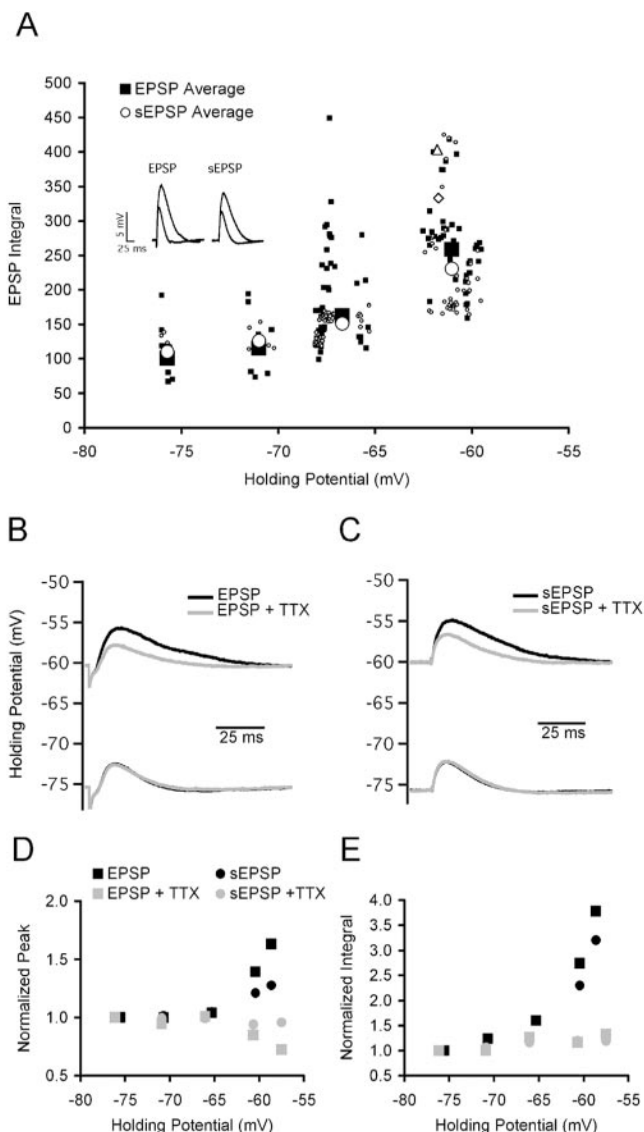 A
EPSP Average
sEPSP Average
EPSP sEPSP
5 mV
25 ms
EPSP Integral
500
450
400
350
300
250
200
150
100
50
0
-80 -75 -70 -65 -60 -55
Holding Potential (mV)
B
EPSP
EPSP + TTX
-50
-55
-60
-65
-70
-75
Holding Potential (mV)
25 ms
C
sEPSP
sEPSP + TTX
-50
-55
-60
-65
-70
-75
25 ms
D
EPSP sEPSP
EPSP + TTX sEPSP +TTX
Normalized Peak
2.0
1.5
1.0
0.5
-80 -75 -70 -65 -60 -55
Holding Potential (mV)
E
Normalized Integral
4.0
3.5
3.0
2.5
2.0
1.5
1.0
0.5
-80 -75 -70 -65 -60 -55
Holding Potential (mV)